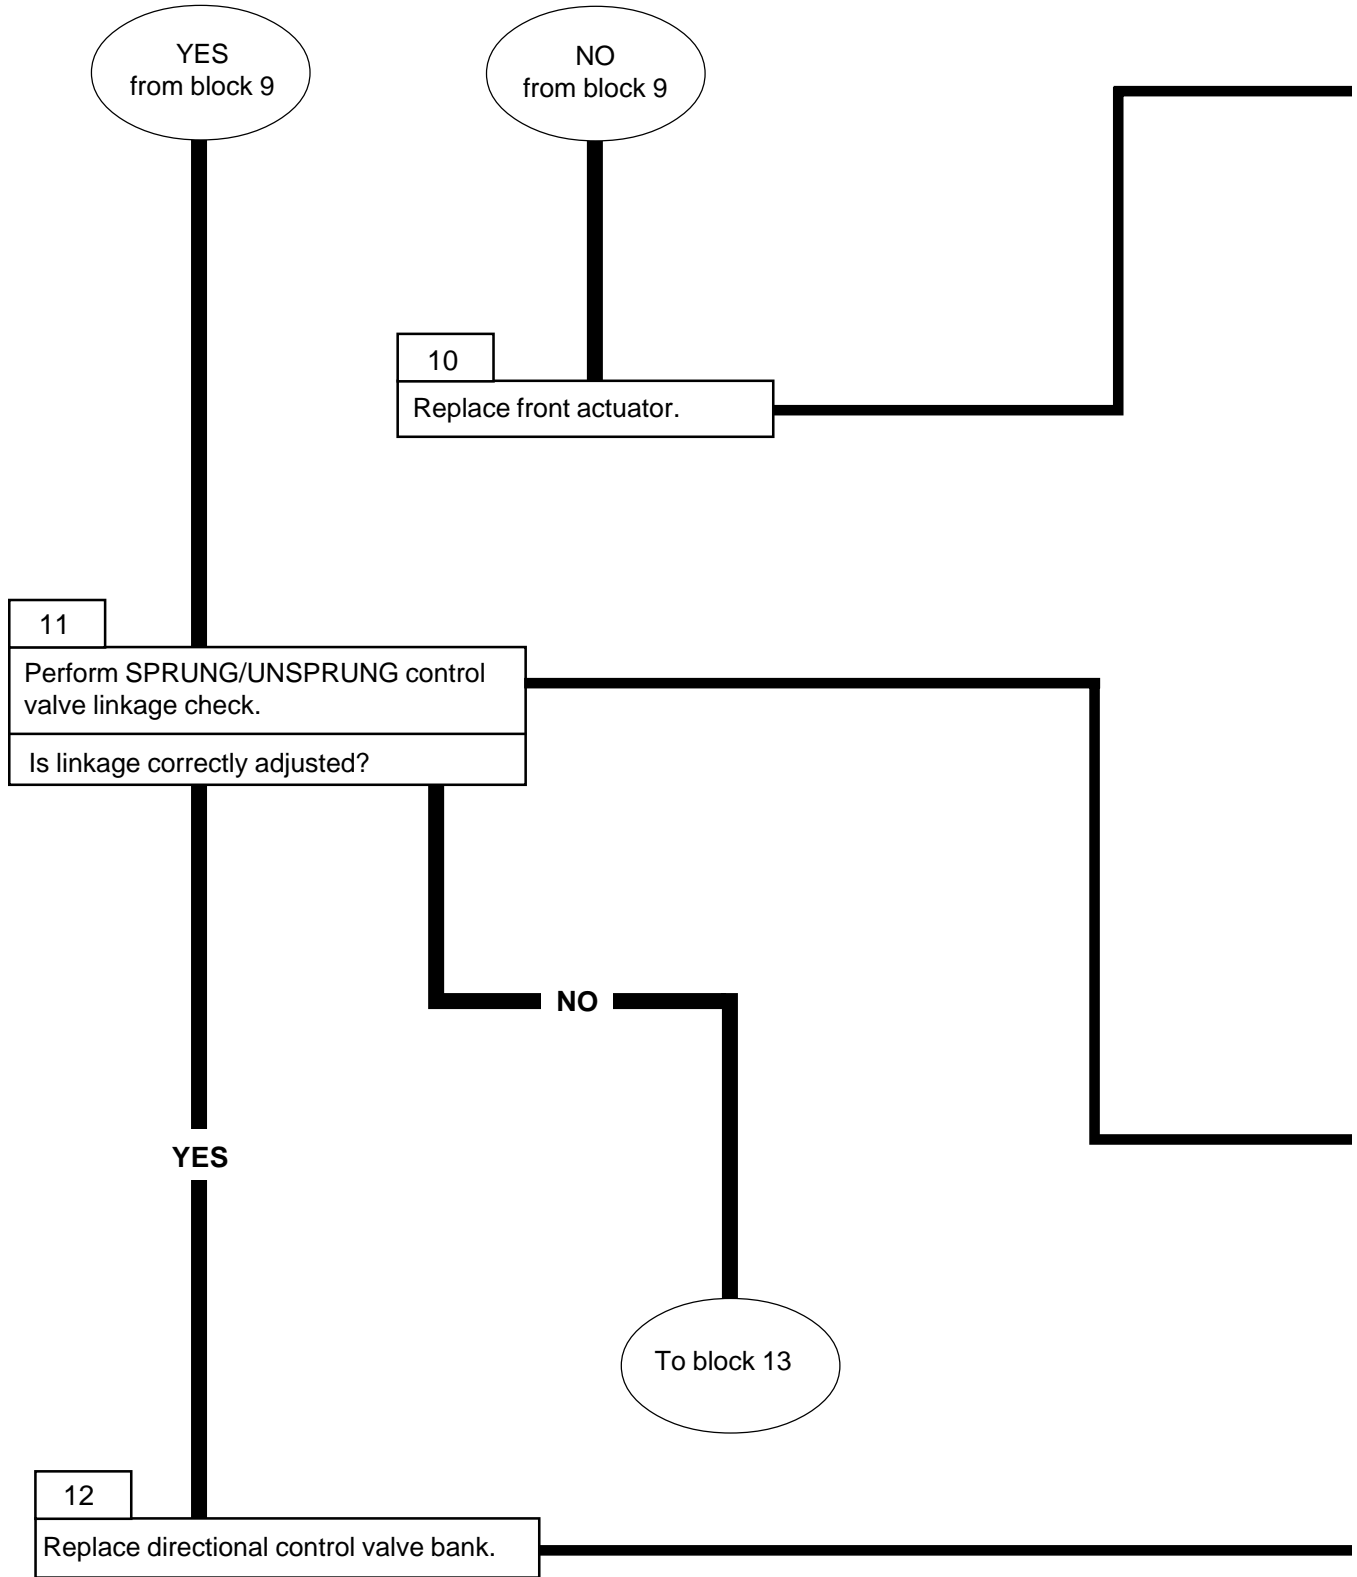 YES
from block 9
NO
from block 9
10
Replace front actuator.
11
Perform SPRUNG/UNSPRUNG control
valve linkage check.
Is linkage correctly adjusted?
NO
YES
To block 13
12
Replace directional control valve bank.